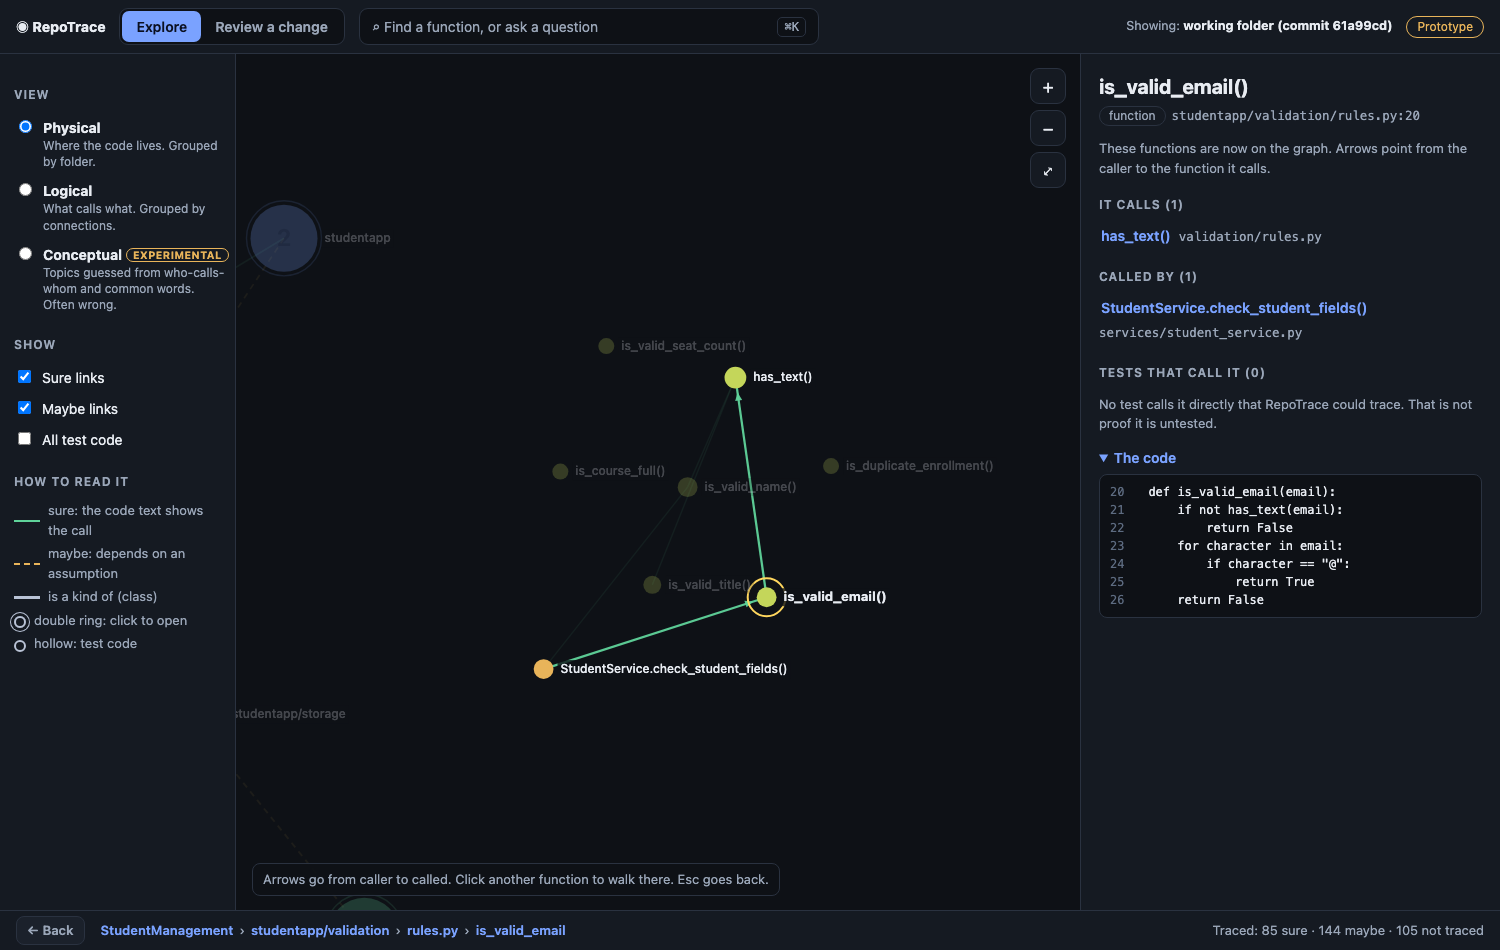 RepoTrace
Explore
Review a change
Find a function, or ask a question
⌘K
Showing: working folder (commit 61a99cd)
Prototype
VIEW
Physical
Where the code lives. Grouped
by folder.
Logical
What calls what. Grouped by
connections.
Conceptual EXPERIMENTAL
Topics guessed from who-calls-
whom and common words.
Often wrong.
SHOW
Sure links
Maybe links
All test code
HOW TO READ IT
sure: the code text shows
the call
maybe: depends on an
assumption
is a kind of (class)
double ring: click to open
hollow: test code
+
−
2
studentapp
is_valid_seat_count()
has_text()
is_course_full()
is_duplicate_enrollment()
is_valid_name()
is_valid_title()
is_valid_email()
StudentService.check_student_fields()
studentapp/storage
Arrows go from caller to called. Click another function to walk there. Esc goes back.
is_valid_email()
function studentapp/validation/rules.py:20
These functions are now on the graph. Arrows point from the
caller to the function it calls.
IT CALLS (1)
has_text() validation/rules.py
CALLED BY (1)
StudentService.check_student_fields()
services/student_service.py
TESTS THAT CALL IT (0)
No test calls it directly that RepoTrace could trace. That is not
proof it is untested.
▼ The code
20 def is_valid_email(email):
21 if not has_text(email):
22 return False
23 for character in email:
24 if character == "@":
25 return True
26 return False
← Back
StudentManagement › studentapp/validation › rules.py › is_valid_email
Traced: 85 sure · 144 maybe · 105 not traced